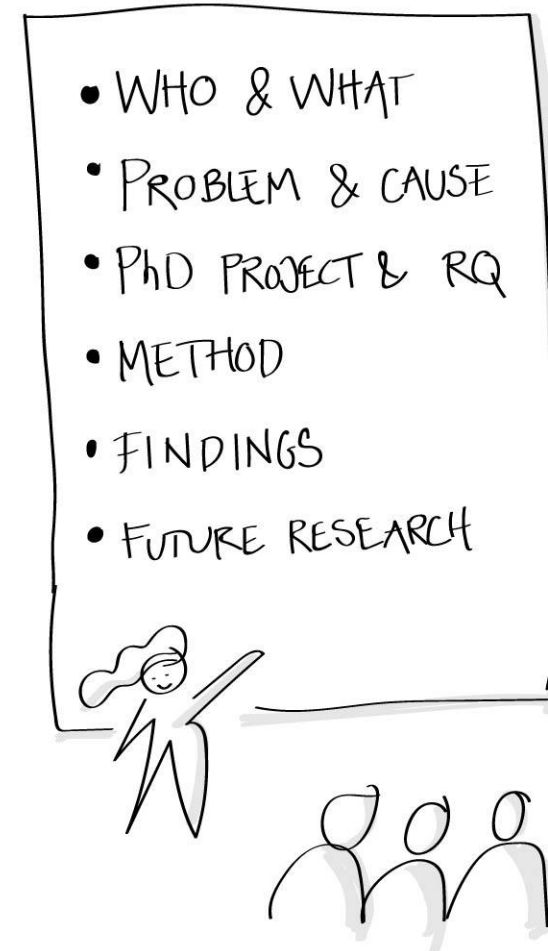 • WHO & WHAT
• PROBLEM & CAUSE
• PhD PROJECT & RQ
• METHOD
• FINDINGS
• FUTURE RESEARCH